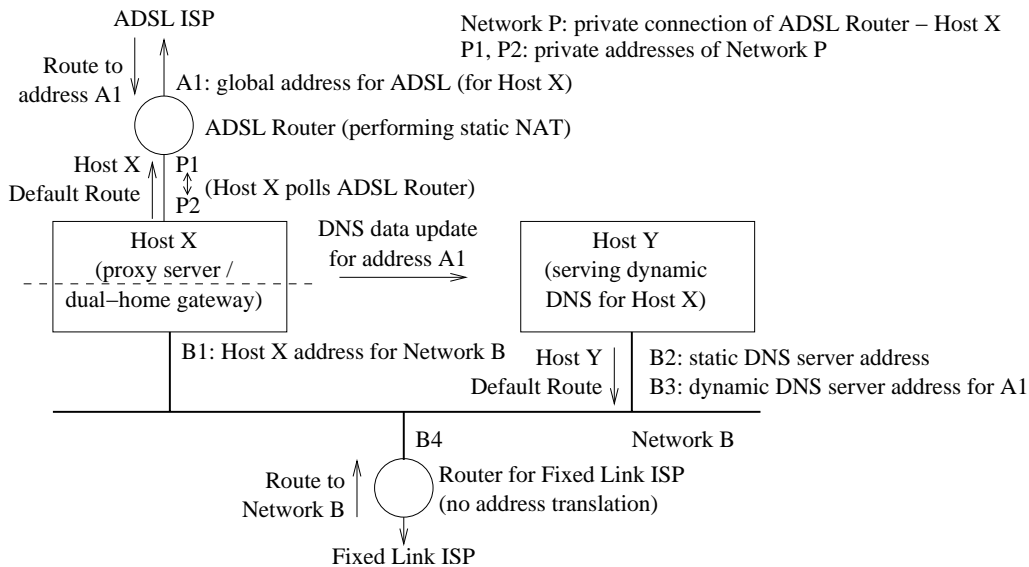 ADSL ISP
Network P: private connection of ADSL Router – Host X
P1, P2: private addresses of Network P
Route to
address A1
A1: global address for ADSL (for Host X)
ADSL Router (performing static NAT)
Host X
Default Route
P1
P2
(Host X polls ADSL Router)
Host X
(proxy server /
dual–home gateway)
DNS data update
for address A1
Host Y
(serving dynamic
DNS for Host X)
B1: Host X address for Network B
Host Y
Default Route
B2: static DNS server address
B3: dynamic DNS server address for A1
B4
Network B
Route to
Network B
Router for Fixed Link ISP
(no address translation)
Fixed Link ISP